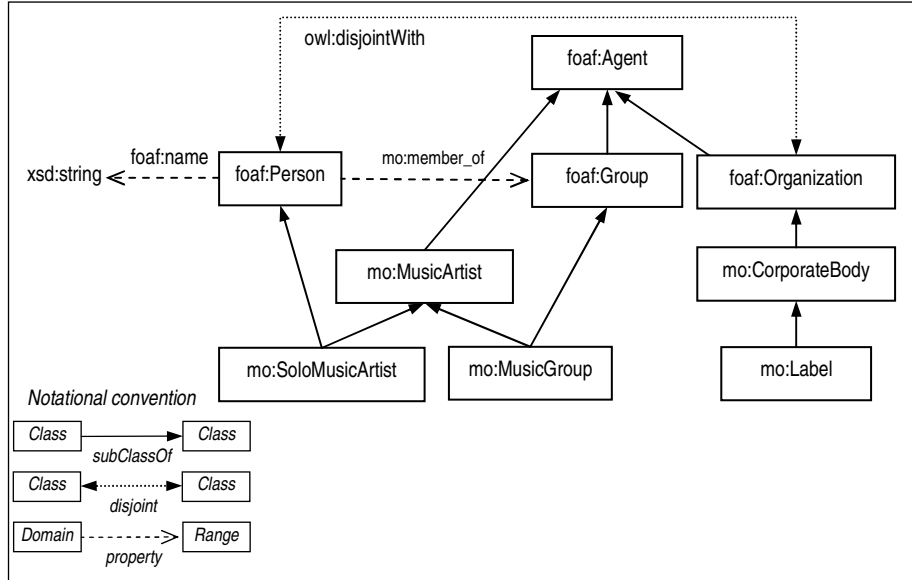 owl:disjointWith
foaf:Agent
foaf:name
mo:member_of
xsd:string
foaf:Person
foaf:Group
foaf:Organization
mo:MusicArtist
mo:CorporateBody
mo:SoloMusicArtist
mo:MusicGroup
mo:Label
Notational convention
Class
Class
subClassOf
Class
Class
disjoint
Domain
Range
property